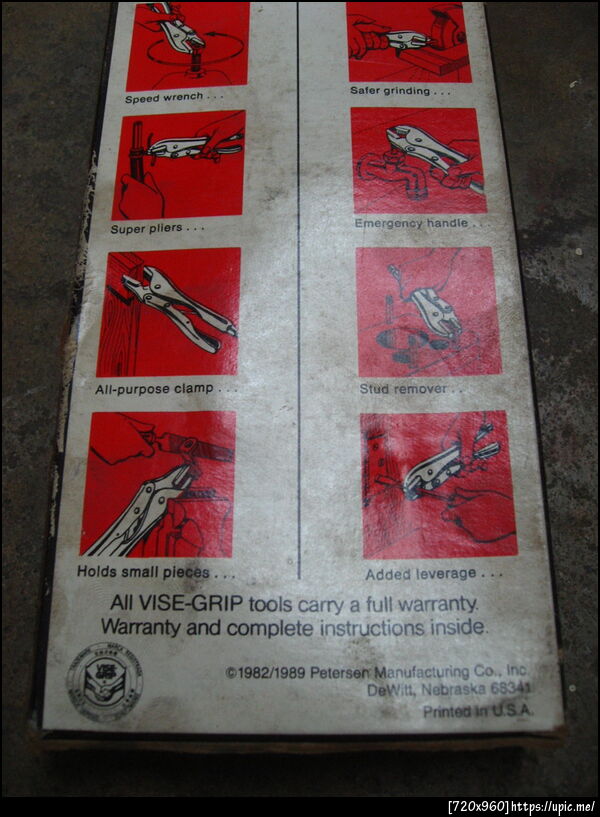 Speed wrench . . .
Safer grinding . . .
Super pliers . . .
Emergency handle . . .
All-purpose clamp . . .
Stud remover . . .
Holds small pieces . . .
Added leverage . . .
All VISE-GRIP tools carry a full warranty.
Warranty and complete instructions inside.
VISE
GRIP
©1982/1989 Petersen Manufacturing Co., Inc.
DeWitt, Nebraska 68341
Printed in U.S.A.
[720x960]https://upic.me/